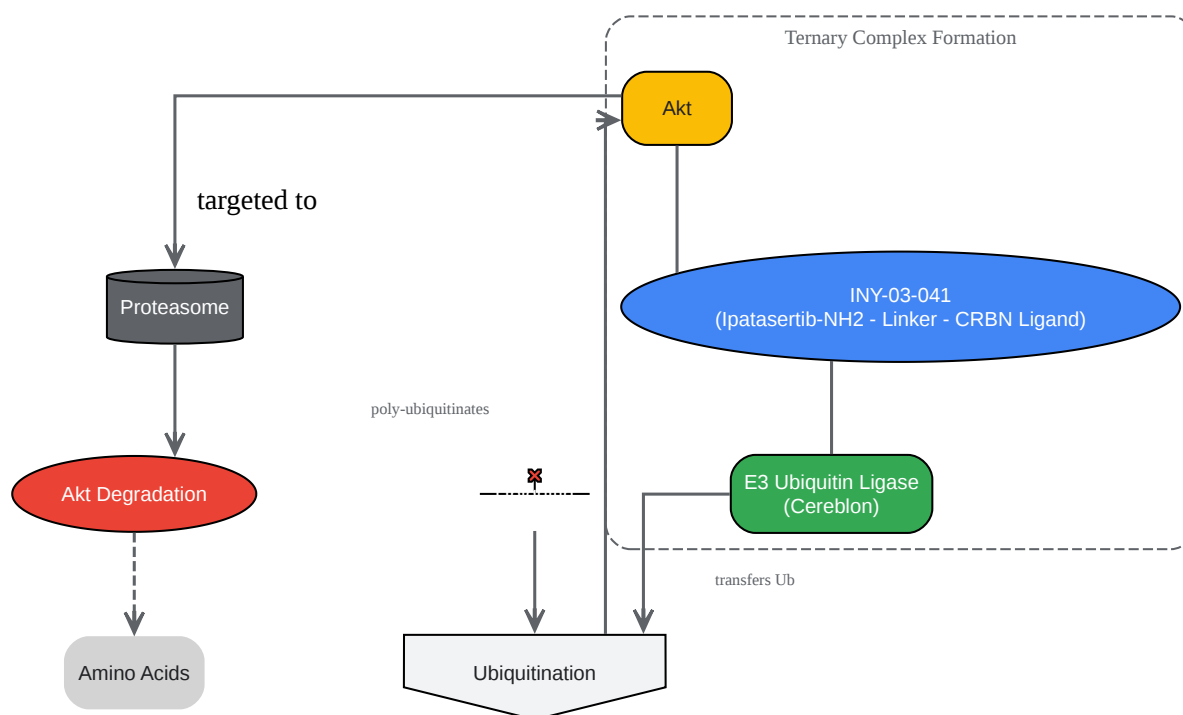 Ternary Complex Formation
Akt
targeted to
INY-03-041
(Ipatasertib-NH2 - Linker - CRBN Ligand)
Proteasome
poly-ubiquitinates
Akt Degradation
E3 Ubiquitin Ligase
(Cereblon)
transfers Ub
Amino Acids
Ubiquitination